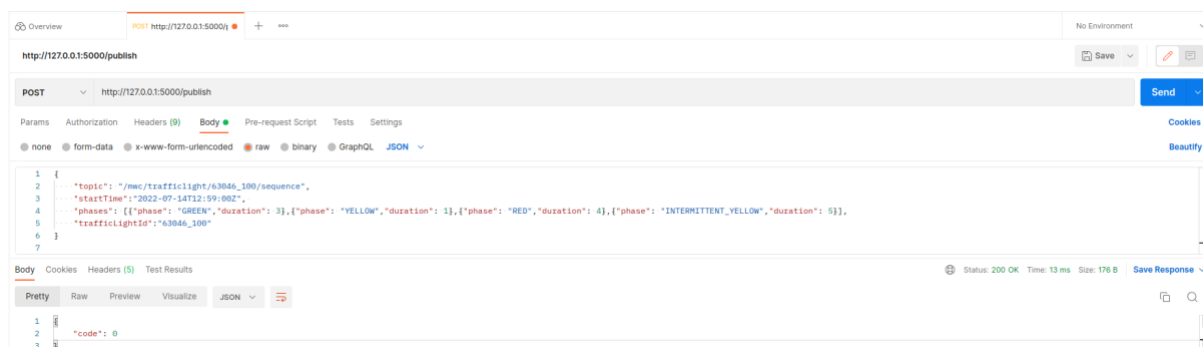 Overview
POST http://127.0.0.1:5000/p
No Environment
http://127.0.0.1:5000/publish
Save
POST http://127.0.0.1:5000/publish
Send
Params Authorization Headers (9) Body Pre-request Script Tests Settings
Cookies
none form-data x-www-form-urlencoded raw binary GraphQL JSON
Beautify
1 {
2 "topic": "/mwc/trafficlight/63046_100/sequence",
3 "startTime":"2022-07-14T12:59:00Z",
4 "phases": [{"phase": "GREEN","duration": 3},{"phase": "YELLOW","duration": 1},{"phase": "RED","duration": 4},{"phase": "INTERMITTENT_YELLOW","duration": 5}],
5 "trafficLightId":"63046_100"
6 }
7
Body Cookies Headers (5) Test Results
Status: 200 OK Time: 13 ms Size: 176 B Save Response
Pretty Raw Preview Visualize JSON
1 {
2 "code": 0
3 }